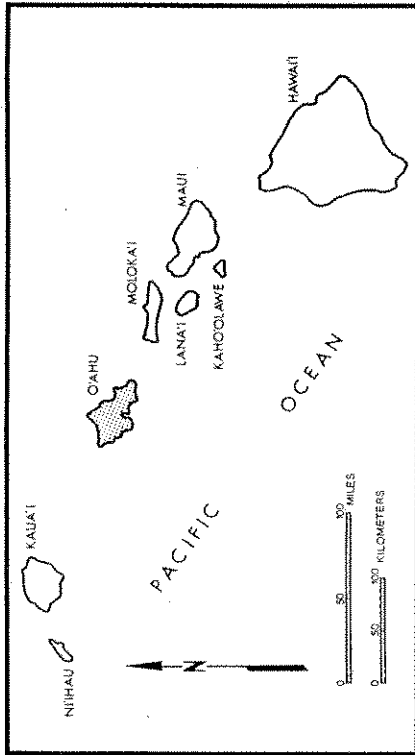 KAUA'I
NI'IHAU
O'AHU
MOLOKA'I
MAUI
LANA'I
KAHO'OLAWE
HAWAI'I
PACIFIC
OCEAN
N
0 50 100
MILES
0 50 100
KILOMETERS